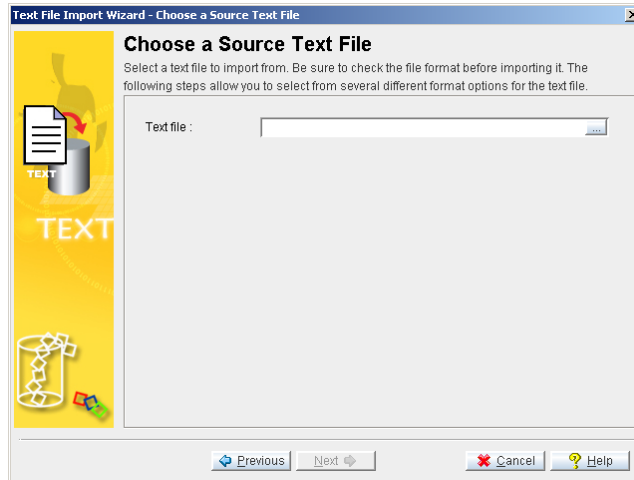 Text File Import Wizard - Choose a Source Text File
Choose a Source Text File
Select a text file to import from. Be sure to check the file format before importing it. The
following steps allow you to select from several different format options for the text file.
Text file :
...
TEXT
TEXT
Previous
Next
Cancel
Help